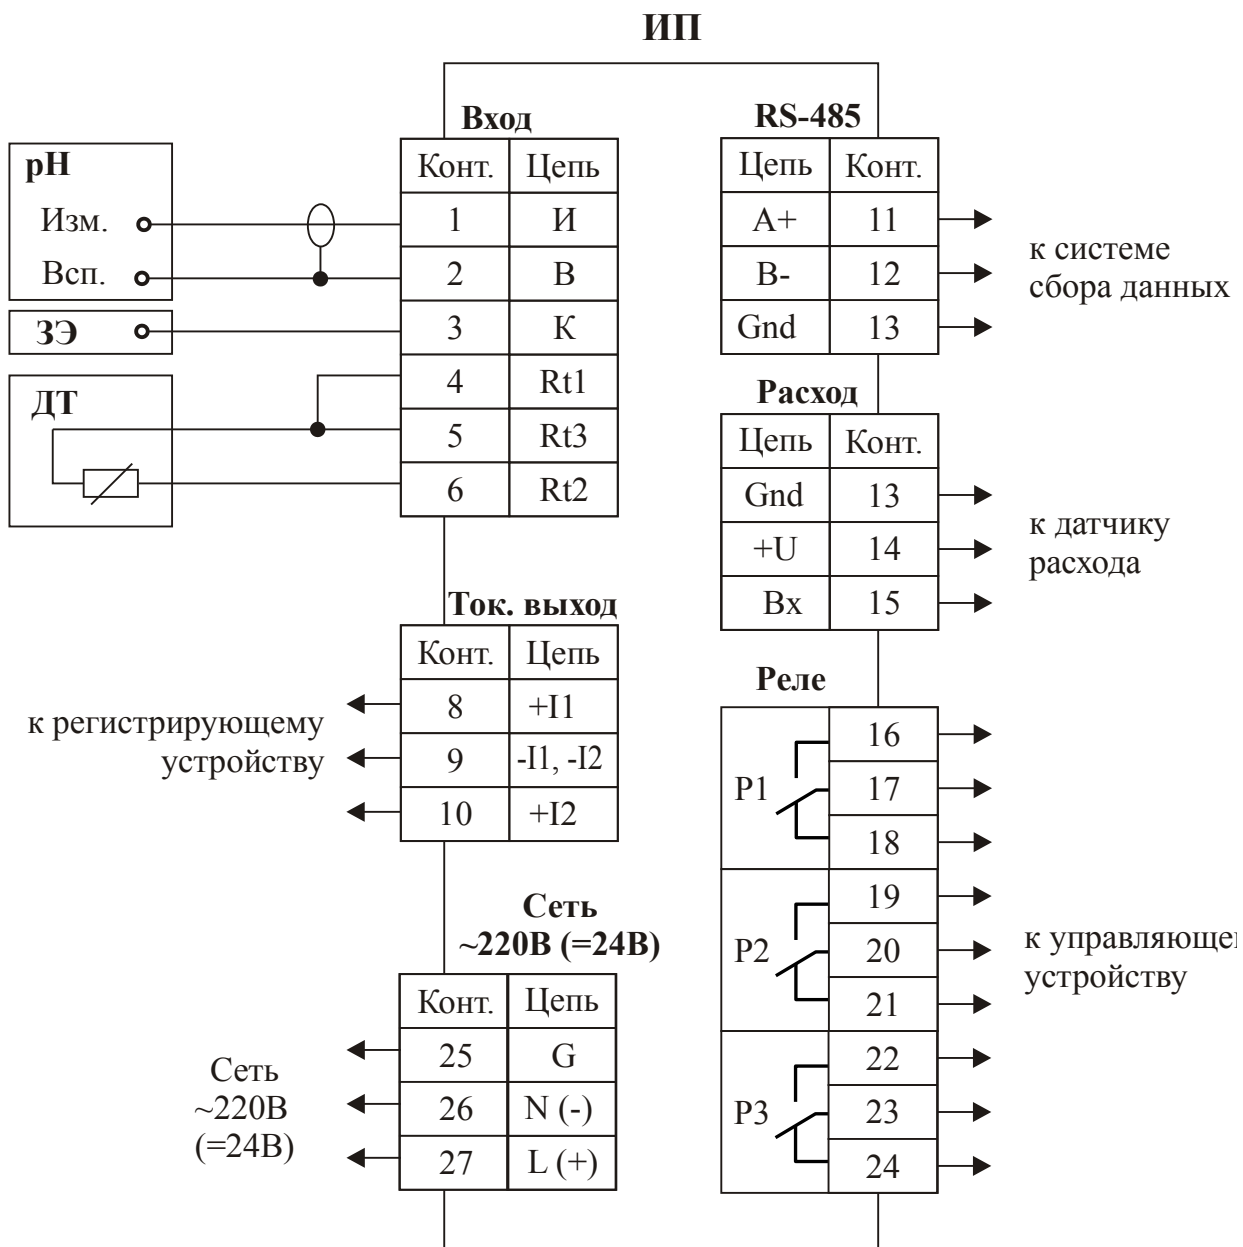 ИП
Вход
Конт. Цепь
pH
Изм. 1 И
Всп. 2 В
ЗЭ 3 К
4 Rt1
ДТ
5 Rt3
6 Rt2
Ток. выход
Конт. Цепь
8 +I1
к регистрирующему
устройству
9 -I1, -I2
10 +I2
Сеть
~220В (=24В)
Конт. Цепь
25 G
26 N (-)
27 L (+)
Сеть
~220В
(=24В)
RS-485
Цепь Конт.
A+ 11
B- 12
Gnd 13
к системе
сбора данных
Расход
Цепь Конт.
Gnd 13
+U 14
Вх 15
к датчику
расхода
Реле
P1
16
17
18
P2
19
20
21
P3
22
23
24
к управляющем
устройству